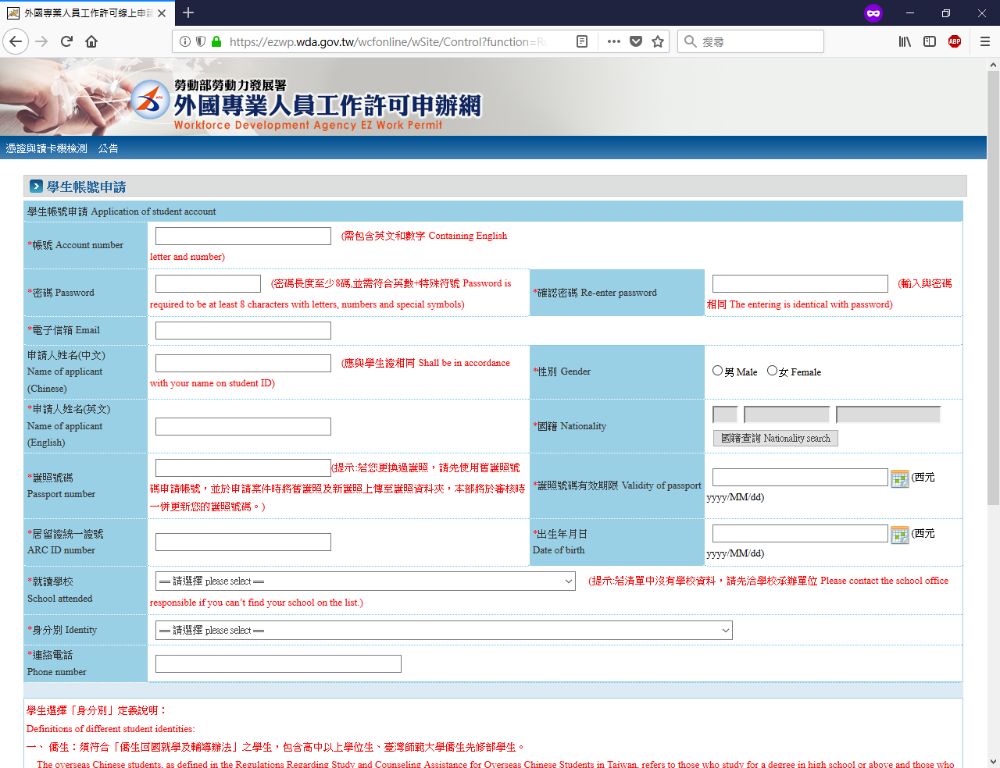 外國專業人員工作許可線上申請
https://ezwp.wda.gov.tw/wcfonline/wSite/Control?function=R
搜尋
ABP
勞動部勞動力發展署
外國專業人員工作許可申辦網
Workforce Development Agency EZ Work Permit
憑證與讀卡機檢測 公告
學生帳號申請
學生帳號申請 Application of student account
*帳號 Account number
(需包含英文和數字 Containing English
letter and number)
*密碼 Password
(密碼長度至少8碼,並需符合英數+特殊符號 Password is
required to be at least 8 characters with letters, numbers and special symbols)
*確認密碼 Re-enter password
(輸入與密碼
相同 The entering is identical with password)
*電子信箱 Email
申請人姓名(中文)
Name of applicant
(Chinese)
(應與學生證相同 Shall be in accordance
with your name on student ID)
*性別 Gender
男 Male 女 Female
*申請人姓名(英文)
Name of applicant
(English)
*國籍 Nationality
國籍查詢 Nationality search
*護照號碼
Passport number
(提示:若您更換過護照，請先使用舊護照號
碼申請帳號，並於申請案件時將舊護照及新護照上傳至護照資料夾，本部將於審核時
一併更新您的護照號碼。)
*護照號碼有效期限 Validity of passport
(西元
yyyy/MM/dd)
*居留證統一證號
ARC ID number
*出生年月日
Date of birth
(西元
yyyy/MM/dd)
*就讀學校
School attended
== 請選擇 please select ==
(提示:若清單中沒有學校資料，請先洽學校承辦單位 Please contact the school office
responsible if you can't find your school on the list.)
*身分別 Identity
== 請選擇 please select ==
*連絡電話
Phone number
學生選擇「身分別」定義說明：
Definitions of different student identities:
一、 僑生：須符合「僑生回國就學及輔導辦法」之學生，包含高中以上學位生、臺灣師範大學僑生先修部學生。
The overseas Chinese students, as defined in the Regulations Regarding Study and Counseling Assistance for Overseas Chinese Students in Taiwan, refers to those who study for a degree in high school or above and those who